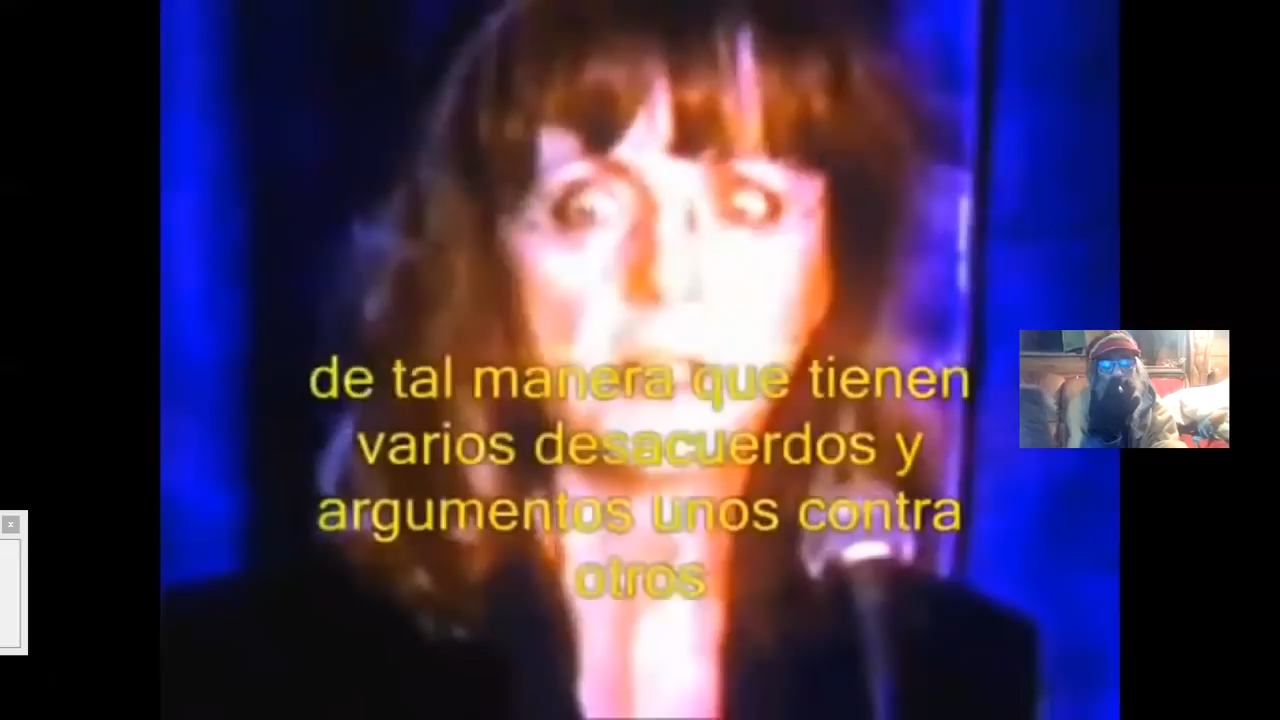 de tal manera que tienen
varios desacuerdos y
argumentos unos contra
otros